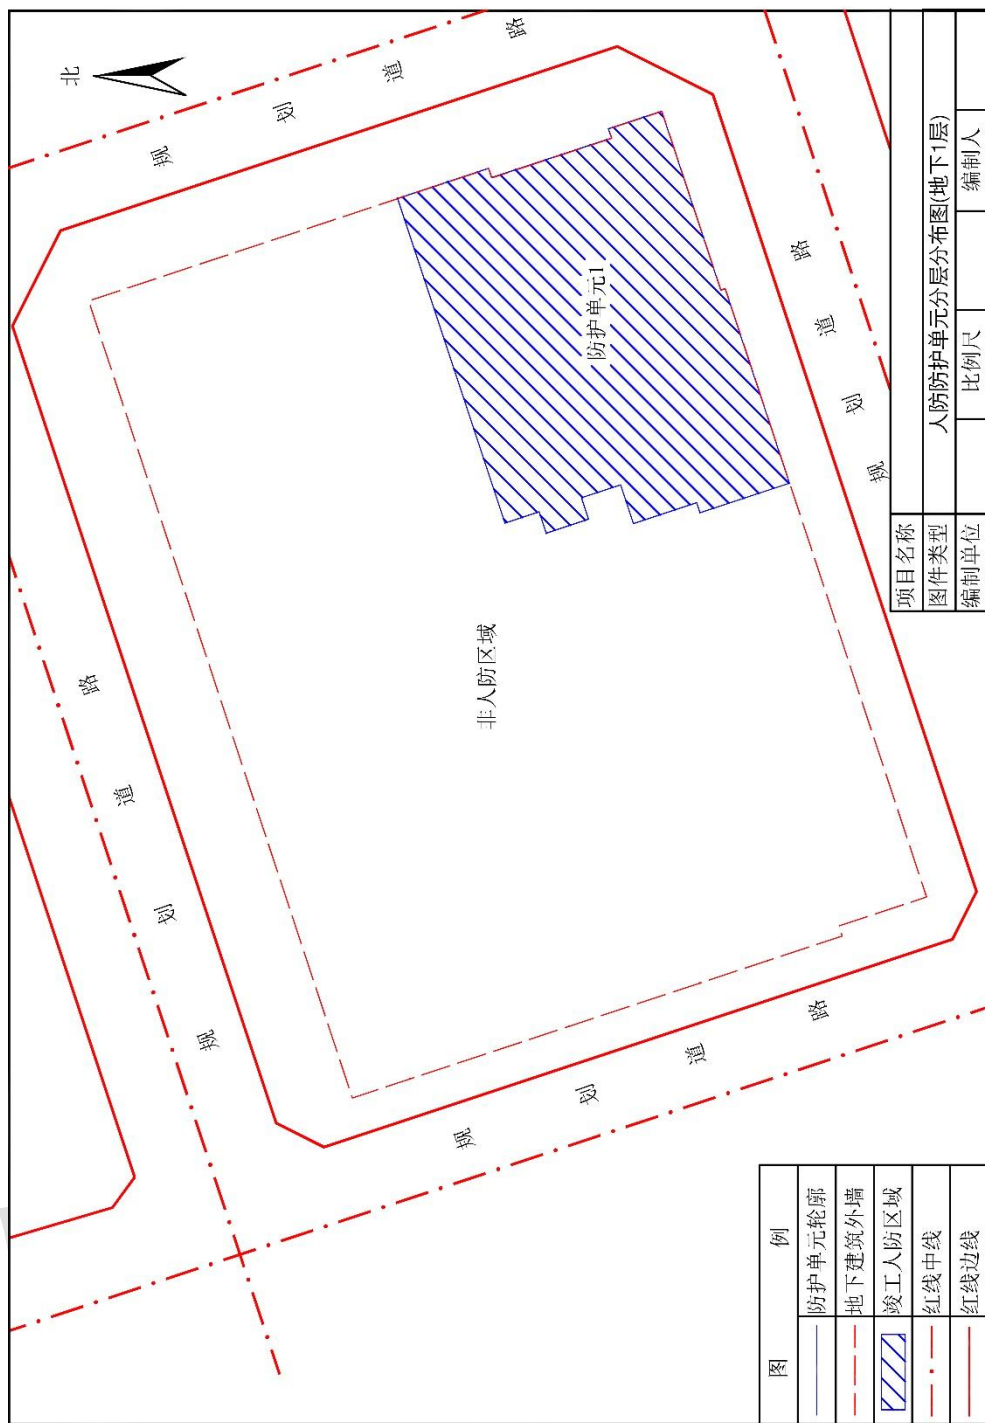 北
规划道路
规划道路
防护单元1
非人防区域
规划道路
规划道路
图例
防护单元轮廓
地下建筑外墙
竣工人防区域
红线中线
红线边线
项目名称
图件类型 人防防护单元分层分布图(地下1层)
编制单位 比例尺 编制人